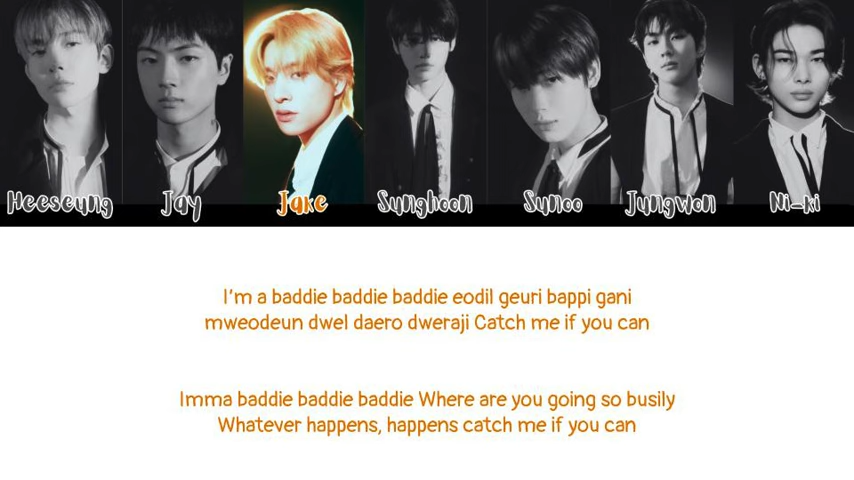 Heeseung Jay Jake Sunghoon Sunoo Jungwon Ni-ki
I'm a baddie baddie baddie eodil geuri bappi gani
mweodeun dwel daero dweraji Catch me if you can
Imma baddie baddie baddie Where are you going so busily
Whatever happens, happens catch me if you can